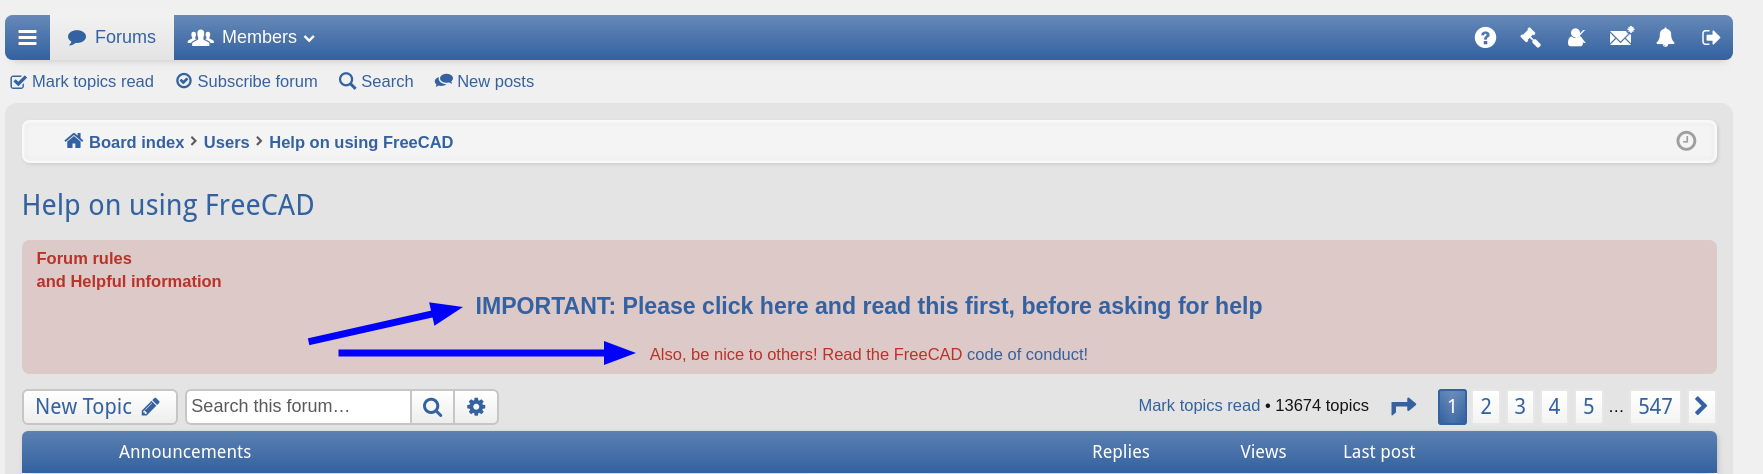 Forums Members
Mark topics read Subscribe forum Search New posts
Board index Users Help on using FreeCAD
Help on using FreeCAD
Forum rules
and Helpful information
IMPORTANT: Please click here and read this first, before asking for help
Also, be nice to others! Read the FreeCAD code of conduct!
New Topic Search this forum… Mark topics read • 13674 topics 1 2 3 4 5 … 547
Announcements Replies Views Last post